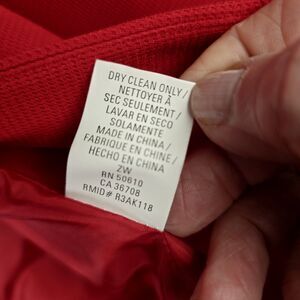 DRY CLEAN ONLY/
NETTOYER À
SEC SEULEMENT/
LAVAR EN SECO
SOLAMENTE
MADE IN CHINA/
FABRIQUE EN CHINE/
HECHO EN CHINA
ZW
RN 50610
CA 36708
RMID# R3AK118